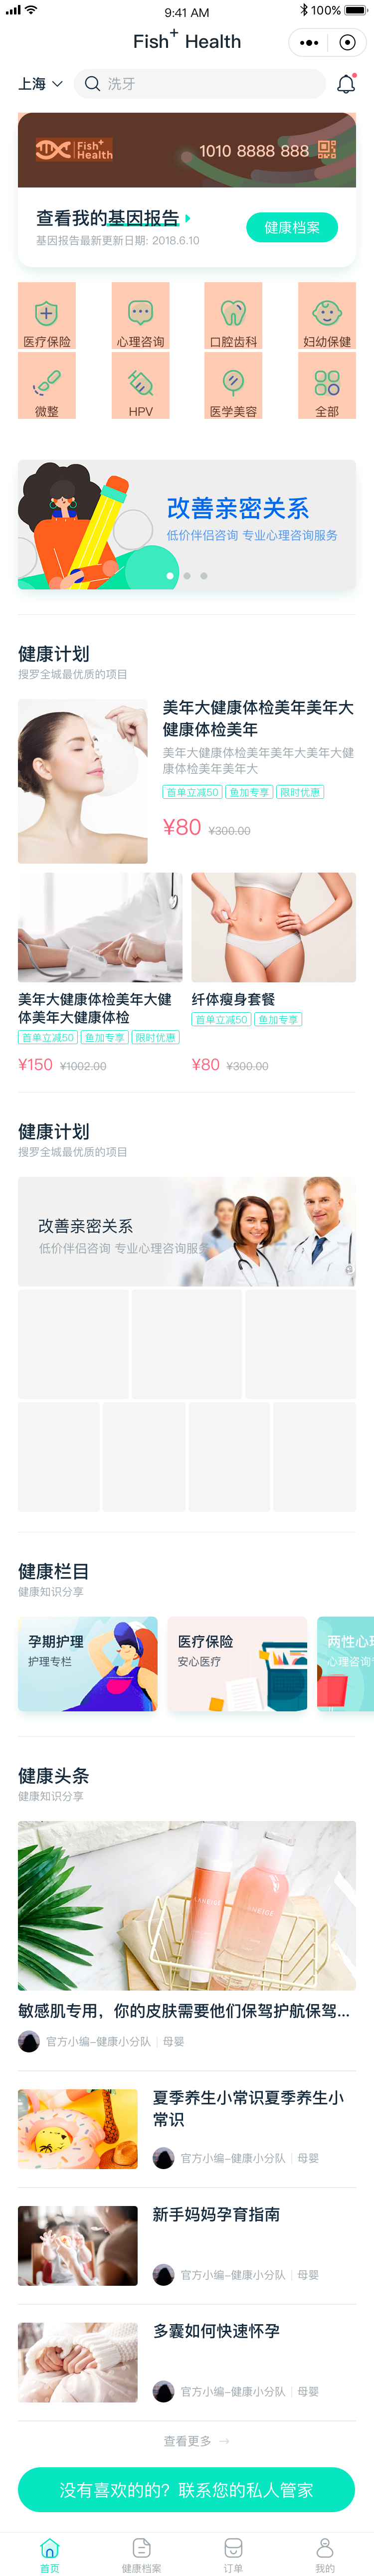 9:41 AM
100%
Fish+ Health
上海
洗牙
Fish+
Health
1010 8888 888
查看我的基因报告
基因报告最新更新日期: 2018.6.10
健康档案
医疗保险
心理咨询
口腔齿科
妇幼保健
微整
HPV
医学美容
全部
改善亲密关系
低价伴侣咨询 专业心理咨询服务
健康计划
搜罗全城最优质的项目
美年大健康体检美年美年大
健康体检美年
美年大健康体检美年美年大美年大健
康体检美年美年大
首单立减50
鱼加专享
限时优惠
¥80 ¥300.00
美年大健康体检美年大健
体美年大健康体检
首单立减50
鱼加专享
限时优惠
¥150 ¥1002.00
纤体瘦身套餐
首单立减50
鱼加专享
¥80 ¥300.00
健康计划
搜罗全城最优质的项目
改善亲密关系
低价伴侣咨询 专业心理咨询服务
健康栏目
健康知识分享
孕期护理
护理专栏
医疗保险
安心医疗
两性心理
心理咨询
健康头条
健康知识分享
LANEIGE
LANEIGE
敏感肌专用，你的皮肤需要他们保驾护航保驾...
官方小编-健康小分队 | 母婴
夏季养生小常识夏季养生小
常识
官方小编-健康小分队 | 母婴
新手妈妈孕育指南
官方小编-健康小分队 | 母婴
多囊如何快速怀孕
官方小编-健康小分队 | 母婴
查看更多 →
没有喜欢的的？联系您的私人管家
首页
健康档案
订单
我的